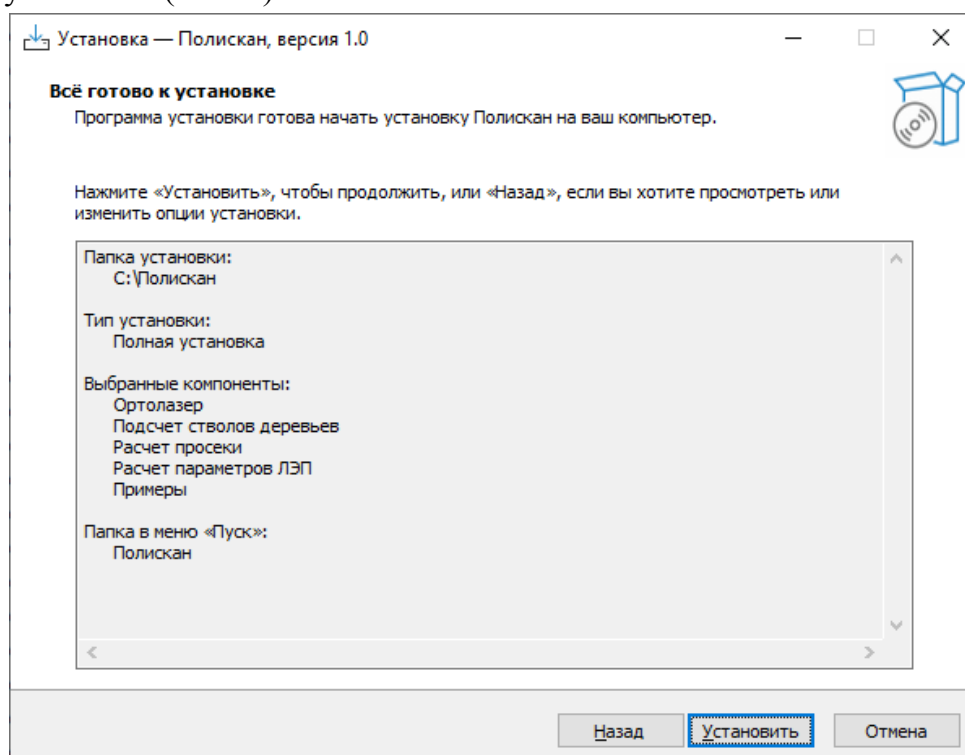 Установка — Полискан, версия 1.0
Всё готово к установке
Программа установки готова начать установку Полискан на ваш компьютер.
Нажмите «Установить», чтобы продолжить, или «Назад», если вы хотите просмотреть или
изменить опции установки.
Папка установки:
С:\Полискан
Тип установки:
Полная установка
Выбранные компоненты:
Ортолазер
Подсчет стволов деревьев
Расчет просеки
Расчет параметров ЛЭП
Примеры
Папка в меню «Пуск»:
Полискан
Назад Установить Отмена